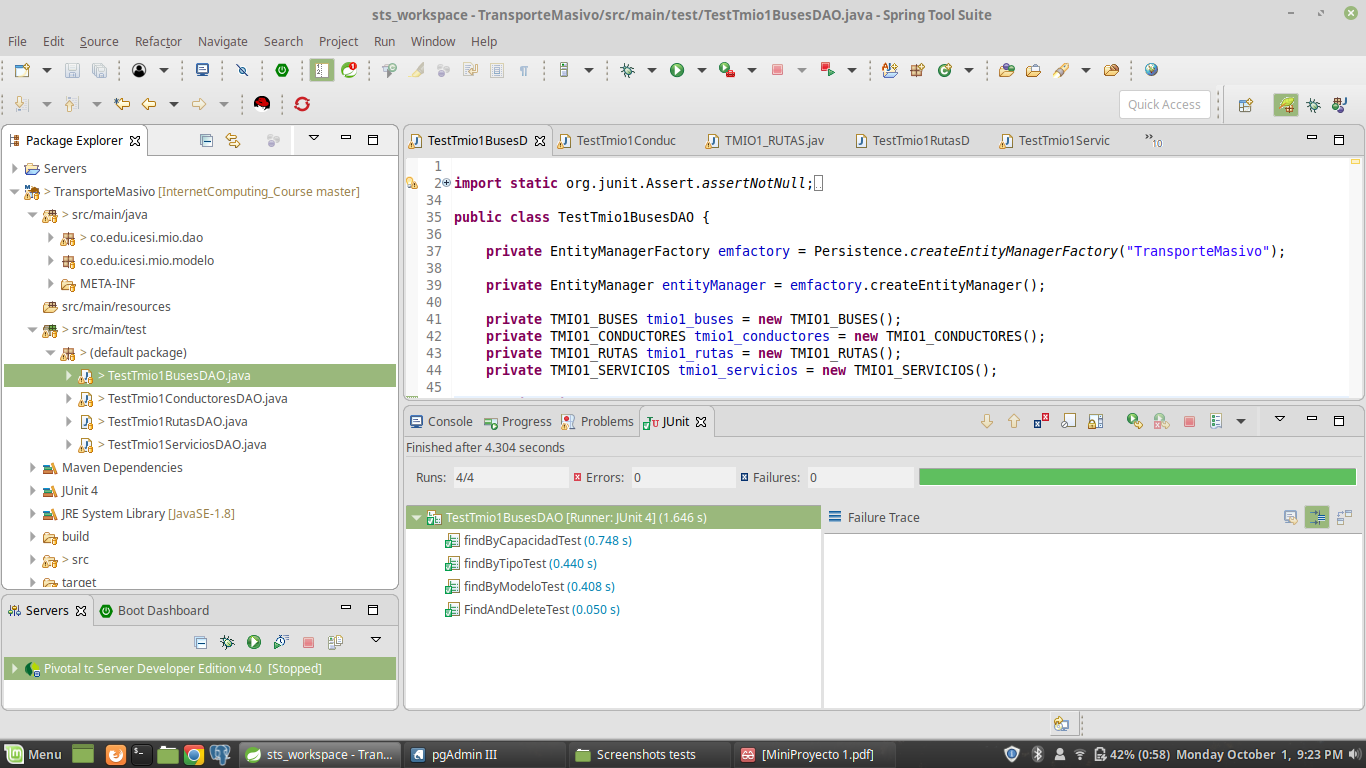 sts_workspace - TransporteMasivo/src/main/test/TestTmio1BusesDAO.java - Spring Tool Suite
File Edit Source Refactor Navigate Search Project Run Window Help
Quick Access
Package Explorer
Servers
> TransporteMasivo [InternetComputing_Course master]
> src/main/java
> co.edu.icesi.mio.dao
co.edu.icesi.mio.modelo
META-INF
src/main/resources
> src/main/test
> (default package)
> TestTmio1BusesDAO.java
> TestTmio1ConductoresDAO.java
> TestTmio1RutasDAO.java
> TestTmio1ServiciosDAO.java
Maven Dependencies
JUnit 4
JRE System Library [JavaSE-1.8]
build
> src
target
Servers Boot Dashboard
Pivotal tc Server Developer Edition v4.0 [Stopped]
TestTmio1BusesD TestTmio1Conduc TMIO1_RUTAS.jav TestTmio1RutasD TestTmio1Servic »10
1
2 import static org.junit.Assert.assertNotNull;
34
35 public class TestTmio1BusesDAO {
36
37 private EntityManagerFactory emfactory = Persistence.createEntityManagerFactory("TransporteMasivo");
38
39 private EntityManager entityManager = emfactory.createEntityManager();
40
41 private TMIO1_BUSES tmio1_buses = new TMIO1_BUSES();
42 private TMIO1_CONDUCTORES tmio1_conductores = new TMIO1_CONDUCTORES();
43 private TMIO1_RUTAS tmio1_rutas = new TMIO1_RUTAS();
44 private TMIO1_SERVICIOS tmio1_servicios = new TMIO1_SERVICIOS();
45
Console Progress Problems JUnit
Finished after 4.304 seconds
Runs: 4/4 Errors: 0 Failures: 0
TestTmio1BusesDAO [Runner: JUnit 4] (1.646 s)
findByCapacidadTest (0.748 s)
findByTipoTest (0.440 s)
findByModeloTest (0.408 s)
FindAndDeleteTest (0.050 s)
Failure Trace
Menu sts_workspace - Tran... pgAdmin III Screenshots tests [MiniProyecto 1.pdf] 42% (0:58) Monday October 1, 9:23 PM